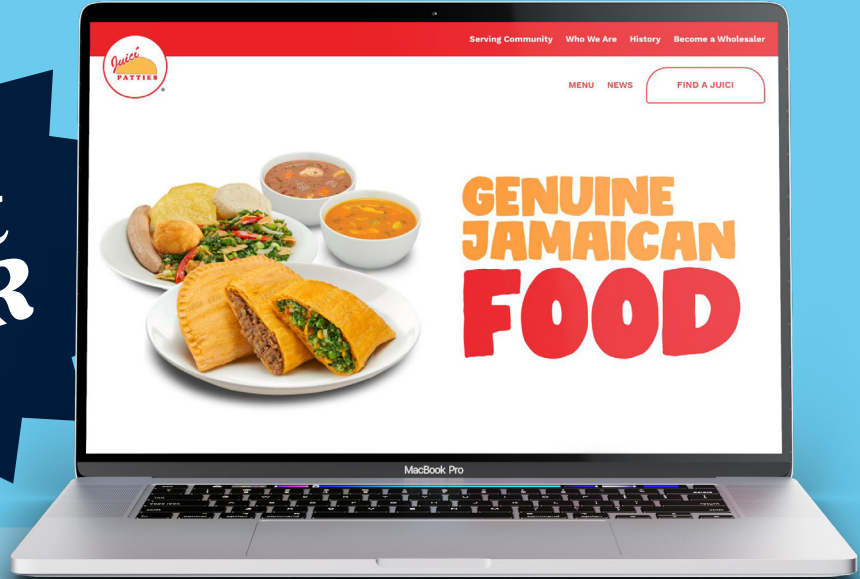 Serving Community Who We Are History Become a Wholesaler
Juici
PATTIES
MENU NEWS FIND A JUICI
GENUINE
JAMAICAN
FOOD
MacBook Pro